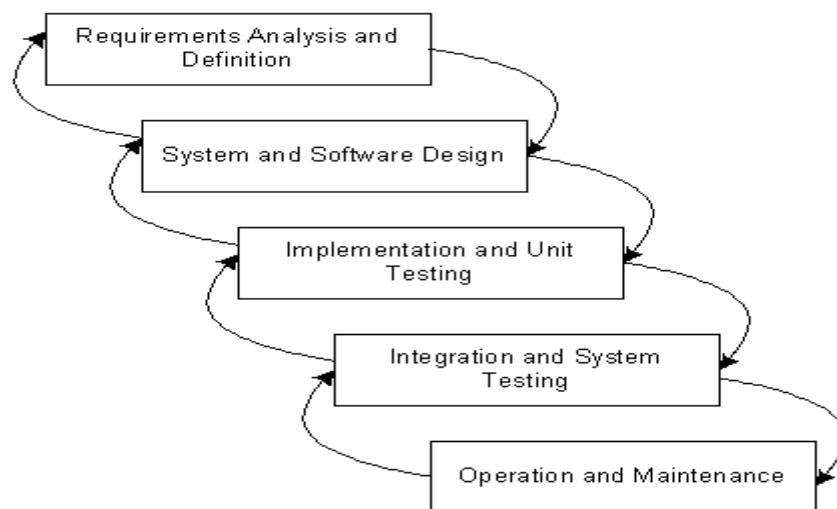 Requirements Analysis and
Definition
System and Software Design
Implementation and Unit
Testing
Integration and System
Testing
Operation and Maintenance